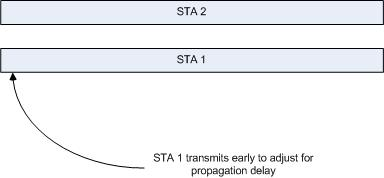 STA 2
STA 1
STA 1 transmits early to adjust for
propagation delay